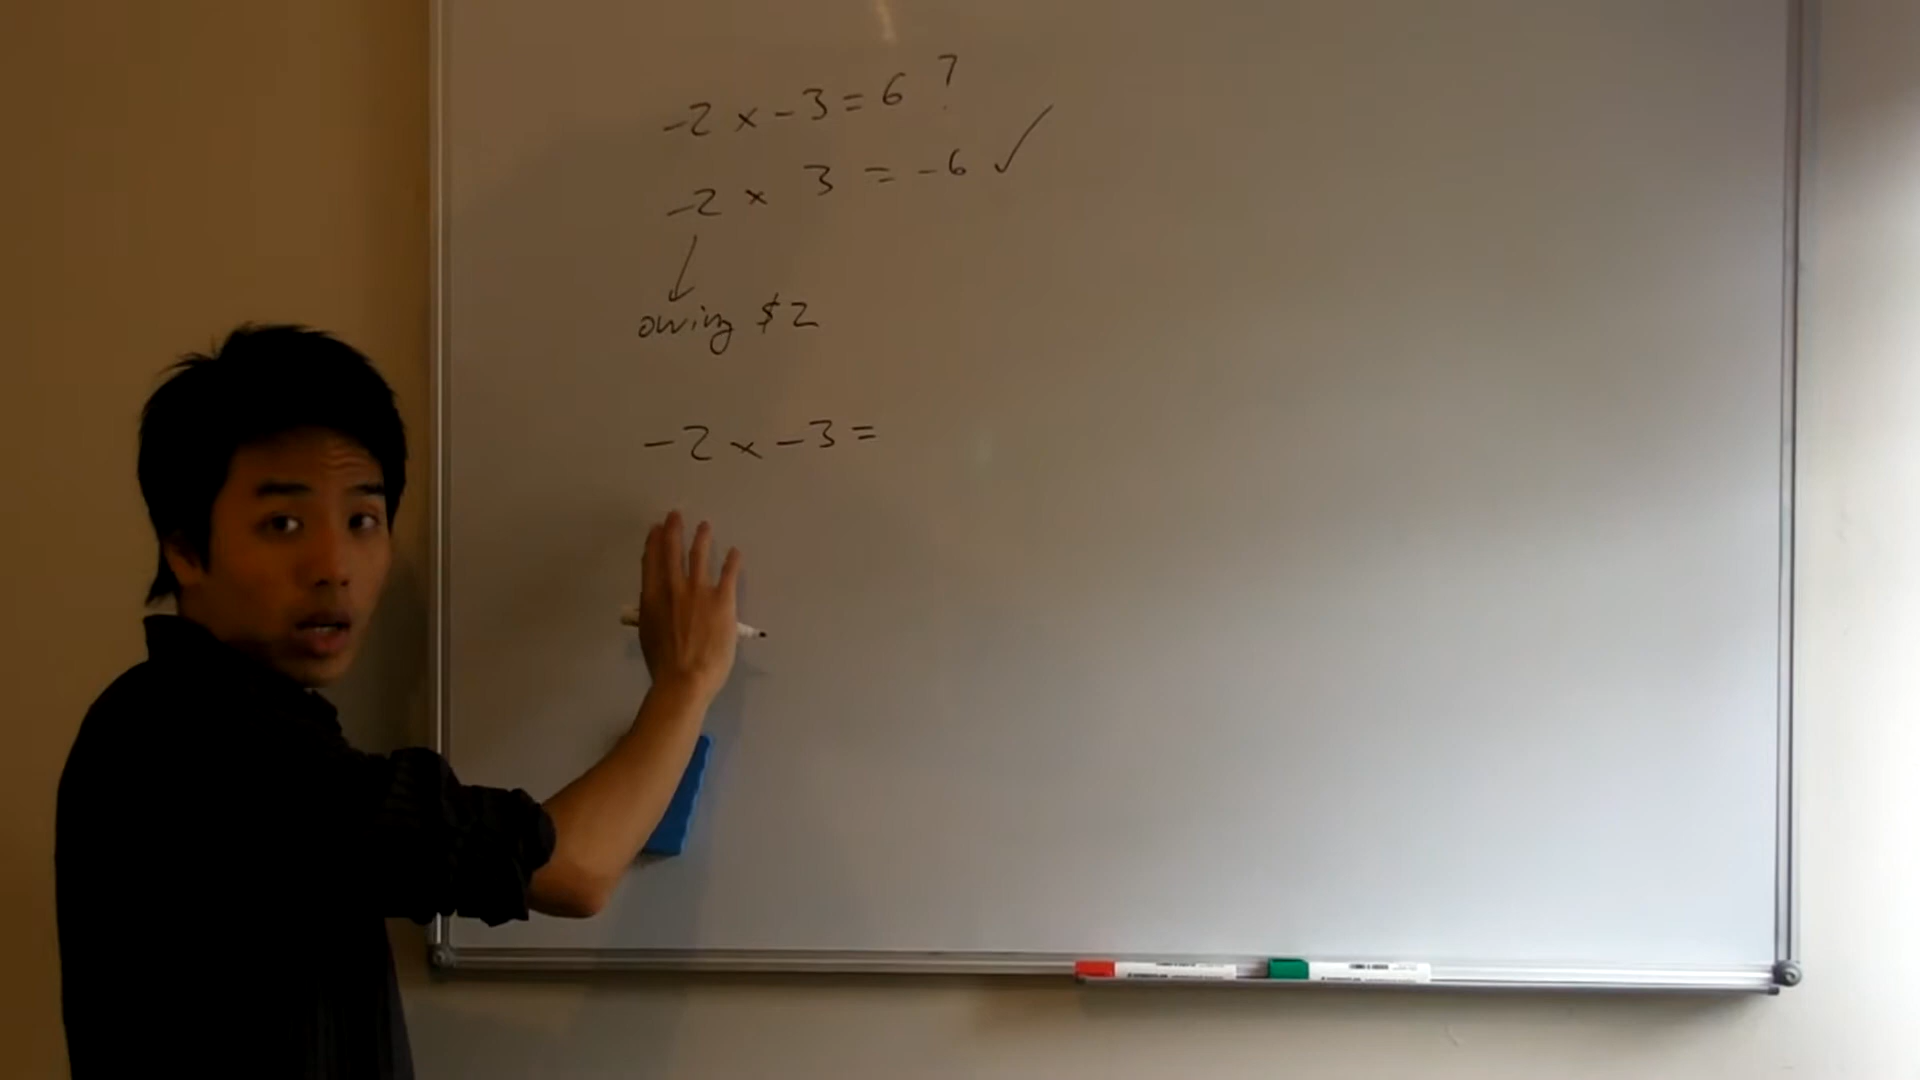 -2 × -3 = 6 ?
-2 × 3 = -6 ✓
owing $2
-2 × -3 =